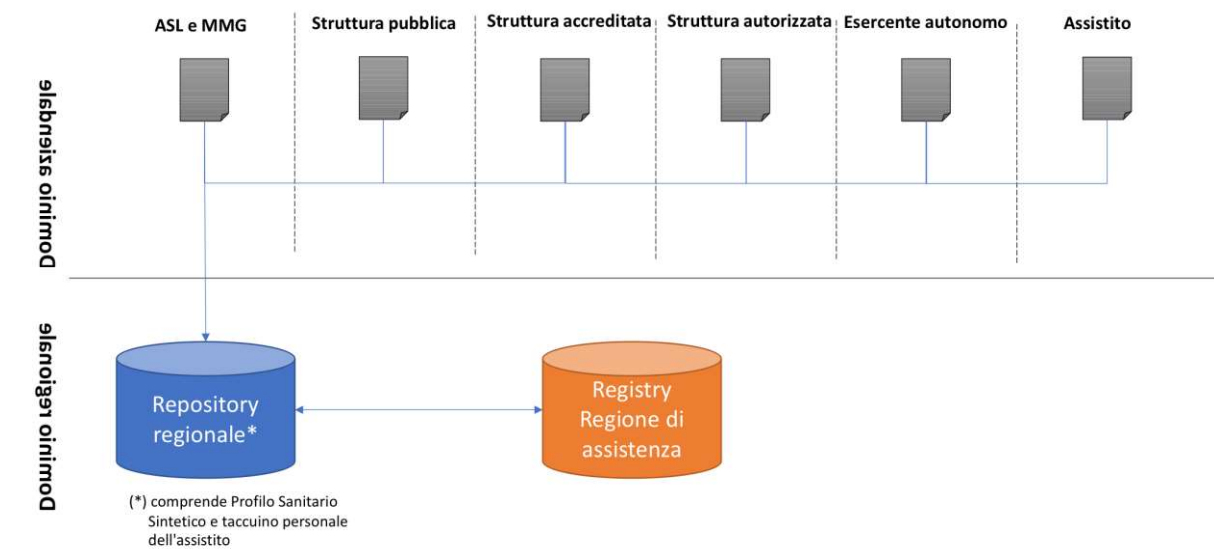 ASL e MMG
Struttura pubblica
Struttura accreditata
Struttura autorizzata
Esercente autonomo
Assistito
Dominio aziendale
Dominio regionale
Repository
regionale*
Registry
Regione di
assistenza
(*) comprende Profilo Sanitario
Sintetico e taccuino personale
dell'assistito